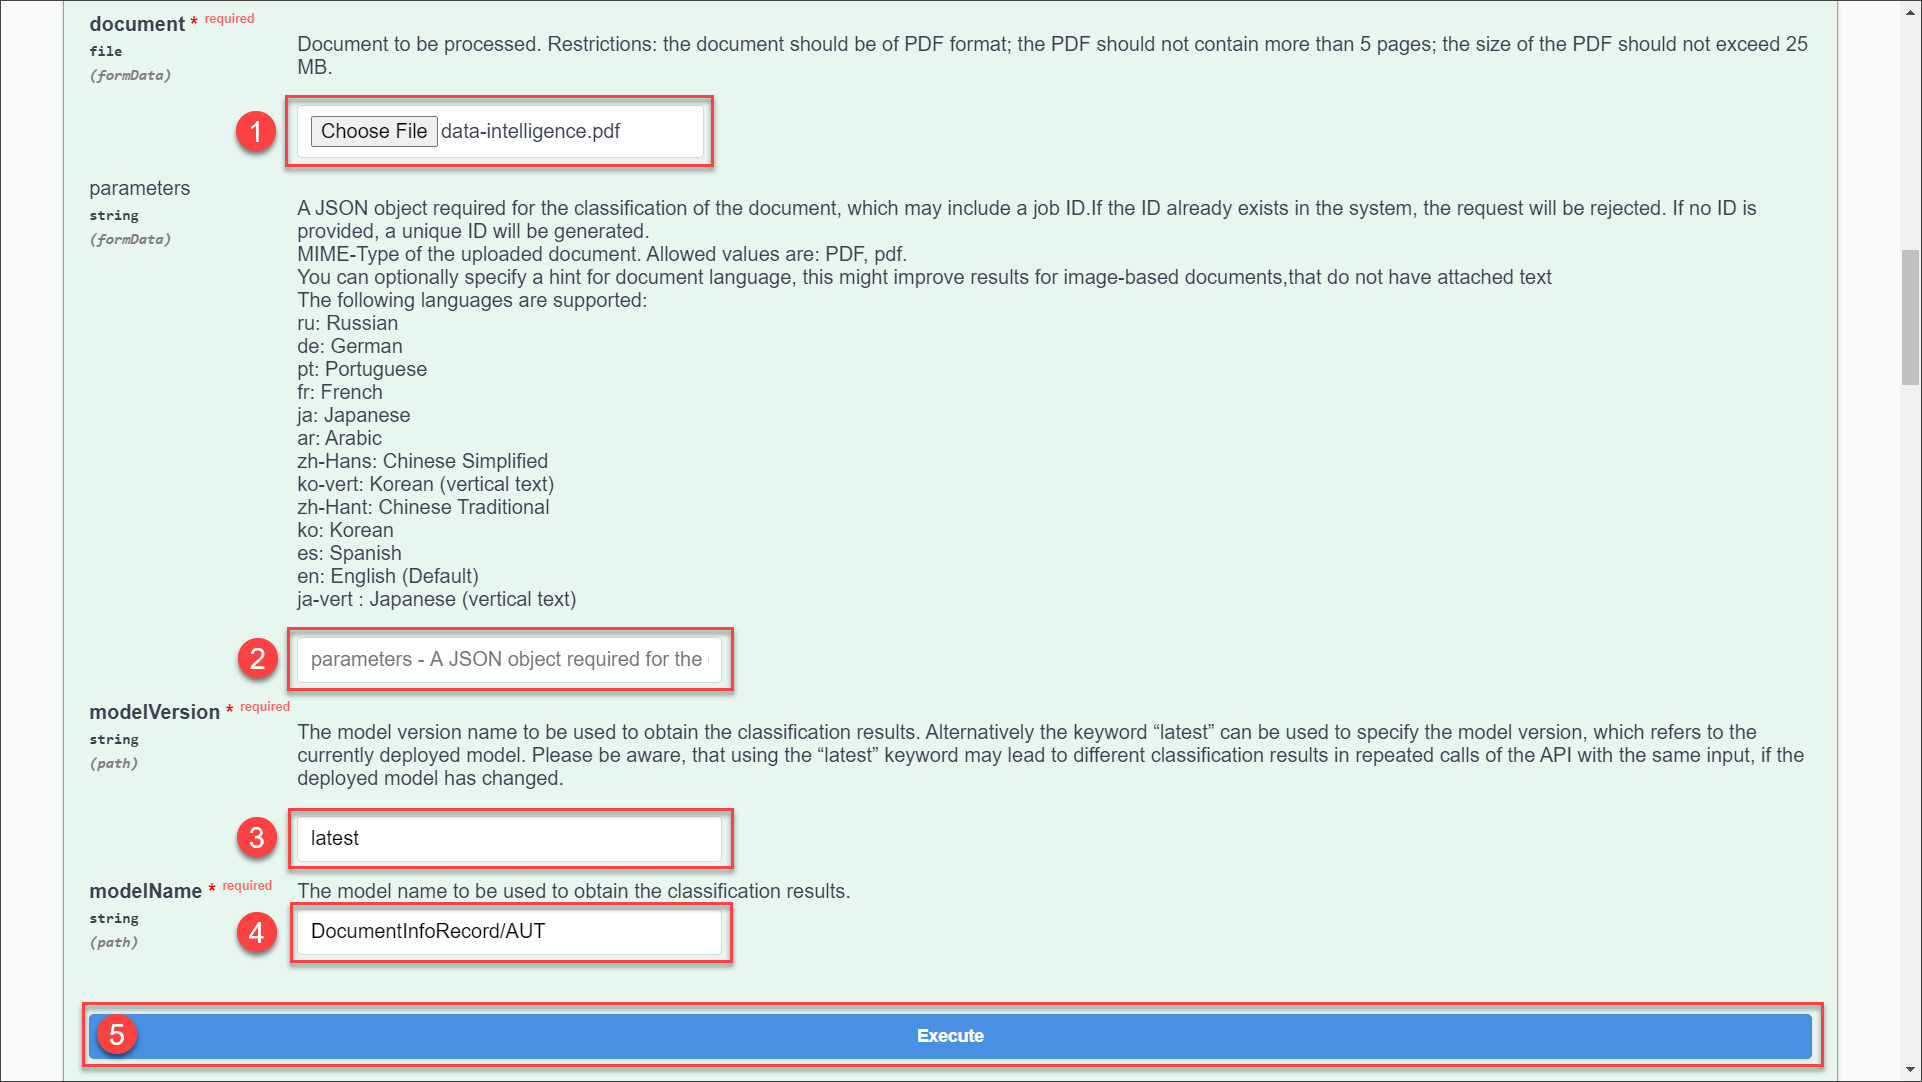 document * required
file
(formData)
Document to be processed. Restrictions: the document should be of PDF format; the PDF should not contain more than 5 pages; the size of the PDF should not exceed 25
MB.
1
Choose File data-intelligence.pdf
parameters
string
(formData)
A JSON object required for the classification of the document, which may include a job ID.If the ID already exists in the system, the request will be rejected. If no ID is
provided, a unique ID will be generated.
MIME-Type of the uploaded document. Allowed values are: PDF, pdf.
You can optionally specify a hint for document language, this might improve results for image-based documents,that do not have attached text
The following languages are supported:
ru: Russian
de: German
pt: Portuguese
fr: French
ja: Japanese
ar: Arabic
zh-Hans: Chinese Simplified
ko-vert: Korean (vertical text)
zh-Hant: Chinese Traditional
ko: Korean
es: Spanish
en: English (Default)
ja-vert : Japanese (vertical text)
2
parameters - A JSON object required for the
modelVersion * required
string
(path)
The model version name to be used to obtain the classification results. Alternatively the keyword “latest” can be used to specify the model version, which refers to the
currently deployed model. Please be aware, that using the “latest” keyword may lead to different classification results in repeated calls of the API with the same input, if the
deployed model has changed.
3
latest
modelName * required
string
(path)
The model name to be used to obtain the classification results.
4
DocumentInfoRecord/AUT
5
Execute